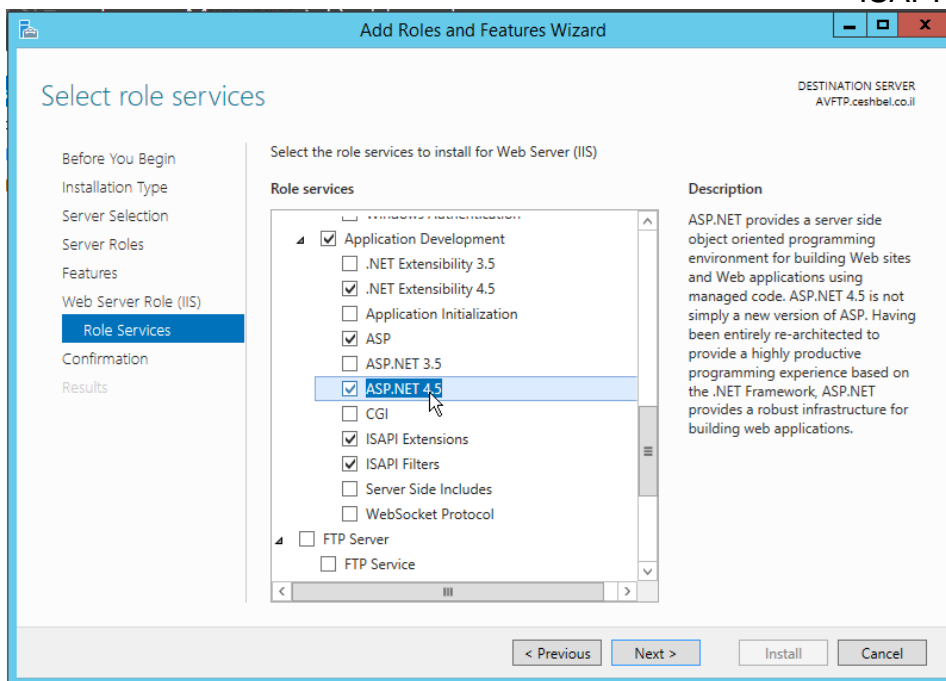 Add Roles and Features Wizard
Select role services
DESTINATION SERVER
AVFTP.ceshbel.co.il
Before You Begin
Installation Type
Server Selection
Server Roles
Features
Web Server Role (IIS)
Role Services
Confirmation
Results
Select the role services to install for Web Server (IIS)
Role services
Application Development
.NET Extensibility 3.5
.NET Extensibility 4.5
Application Initialization
ASP
ASP.NET 3.5
ASP.NET 4.5
CGI
ISAPI Extensions
ISAPI Filters
Server Side Includes
WebSocket Protocol
FTP Server
FTP Service
Description
ASP.NET provides a server side
object oriented programming
environment for building Web sites
and Web applications using
managed code. ASP.NET 4.5 is not
simply a new version of ASP. Having
been entirely re-architected to
provide a highly productive
programming experience based on
the .NET Framework, ASP.NET
provides a robust infrastructure for
building web applications.
< Previous
Next >
Install
Cancel